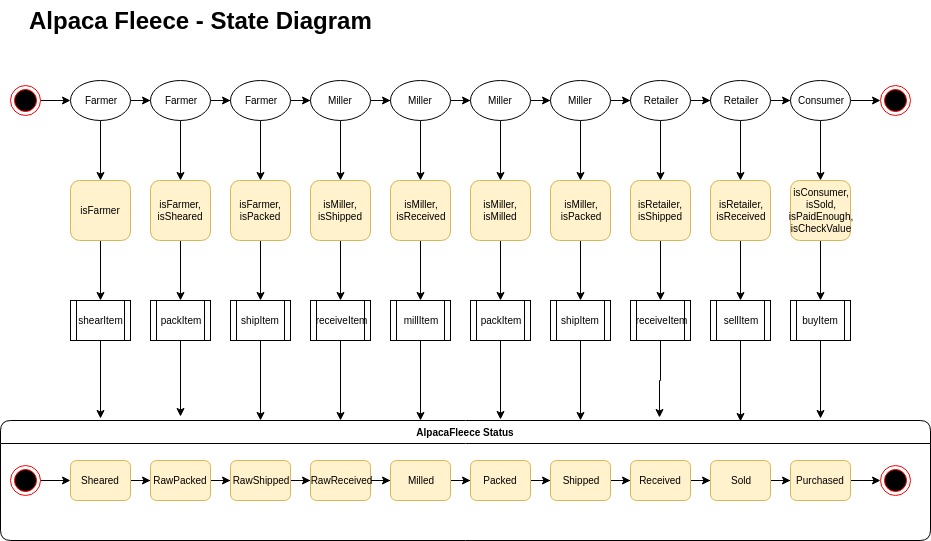 Alpaca Fleece - State Diagram
Farmer Farmer Farmer Miller Miller Miller Miller Retailer Retailer Consumer
isFarmer
isFarmer,
isSheared
isFarmer,
isPacked
isMiller,
isShipped
isMiller,
isReceived
isMiller,
isMilled
isMiller,
isPacked
isRetailer,
isShipped
isRetailer,
isReceived
isConsumer,
isSold,
isPaidEnough,
isCheckValue
shearItem packItem shipItem receiveItem millItem packItem shipItem receiveItem sellItem buyItem
AlpacaFleece Status
Sheared RawPacked RawShipped RawReceived Milled Packed Shipped Received Sold Purchased